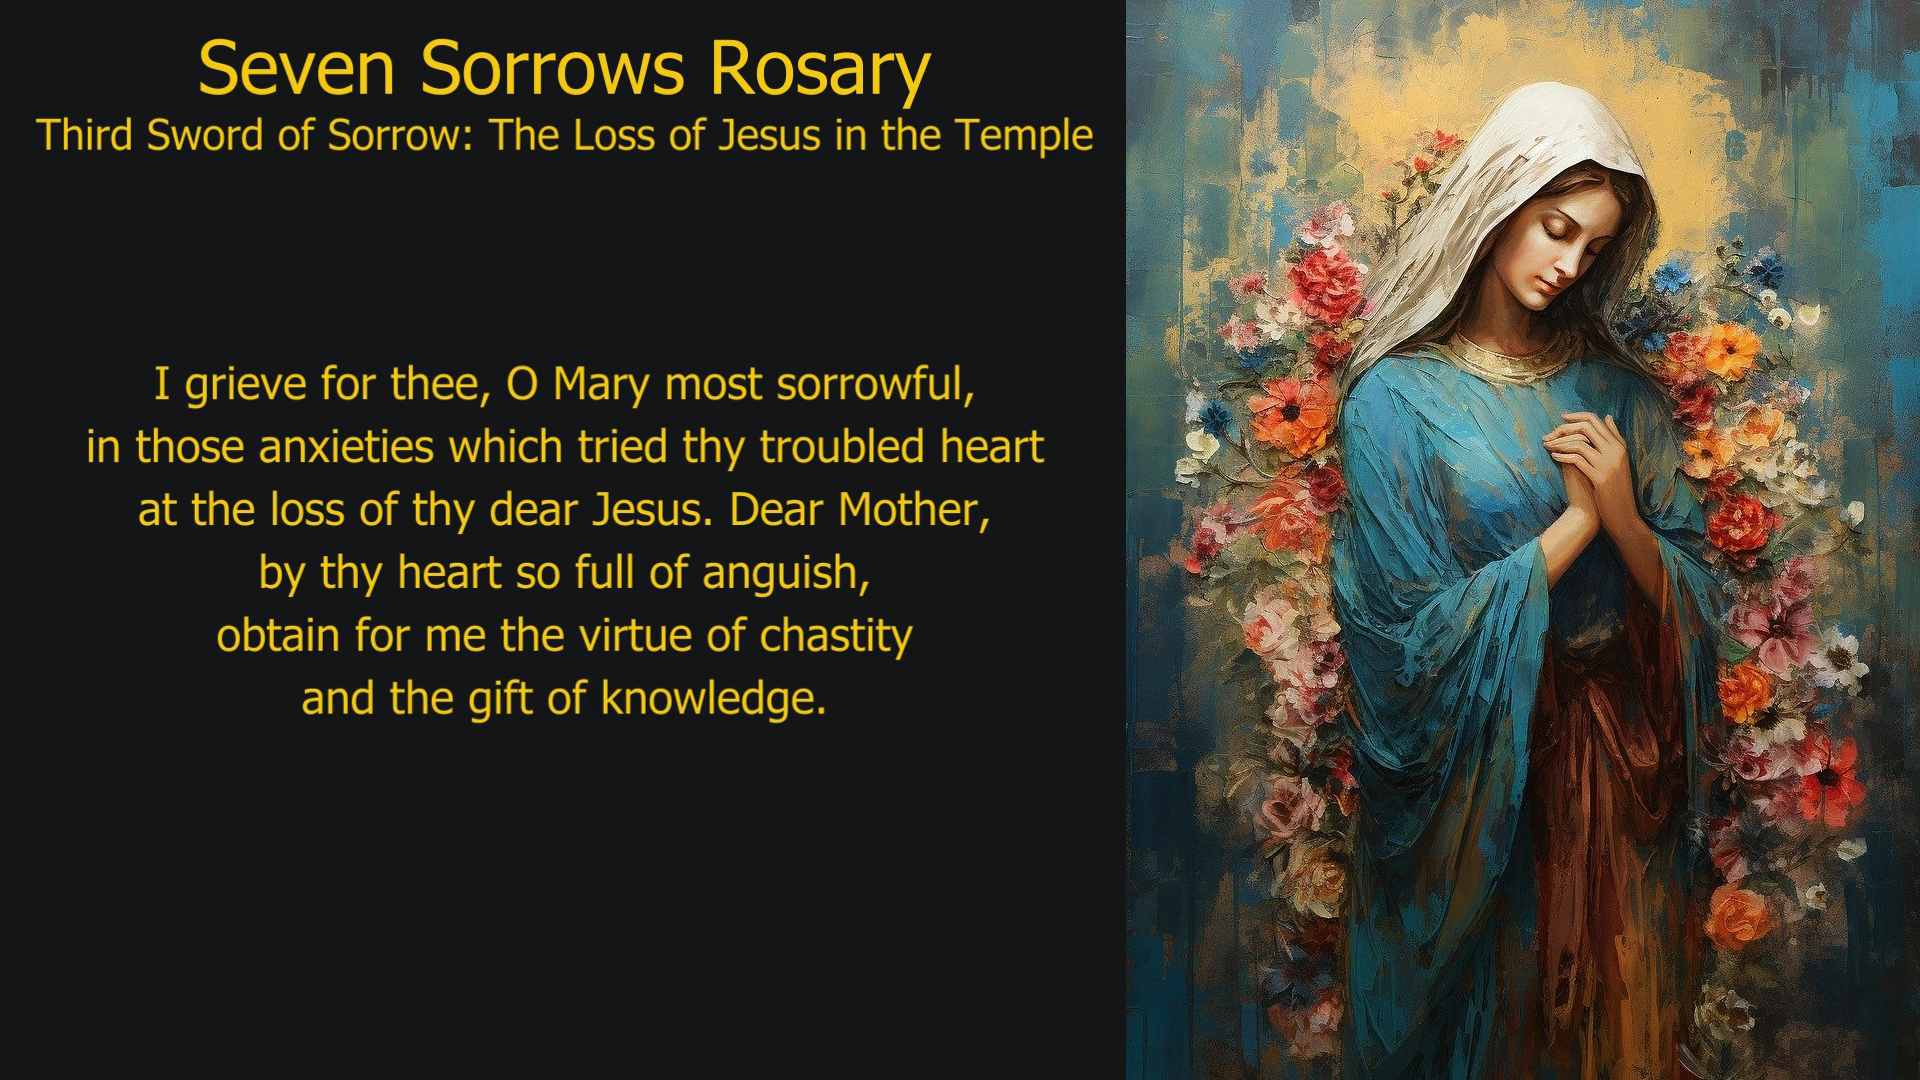 Seven Sorrows Rosary
Third Sword of Sorrow: The Loss of Jesus in the Temple
I grieve for thee, O Mary most sorrowful,
in those anxieties which tried thy troubled heart
at the loss of thy dear Jesus. Dear Mother,
by thy heart so full of anguish,
obtain for me the virtue of chastity
and the gift of knowledge.